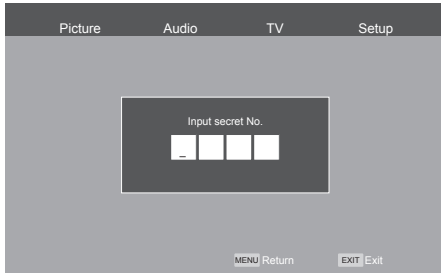 Picture Audio TV Setup
Input secret No.
_
MENU Return EXIT Exit